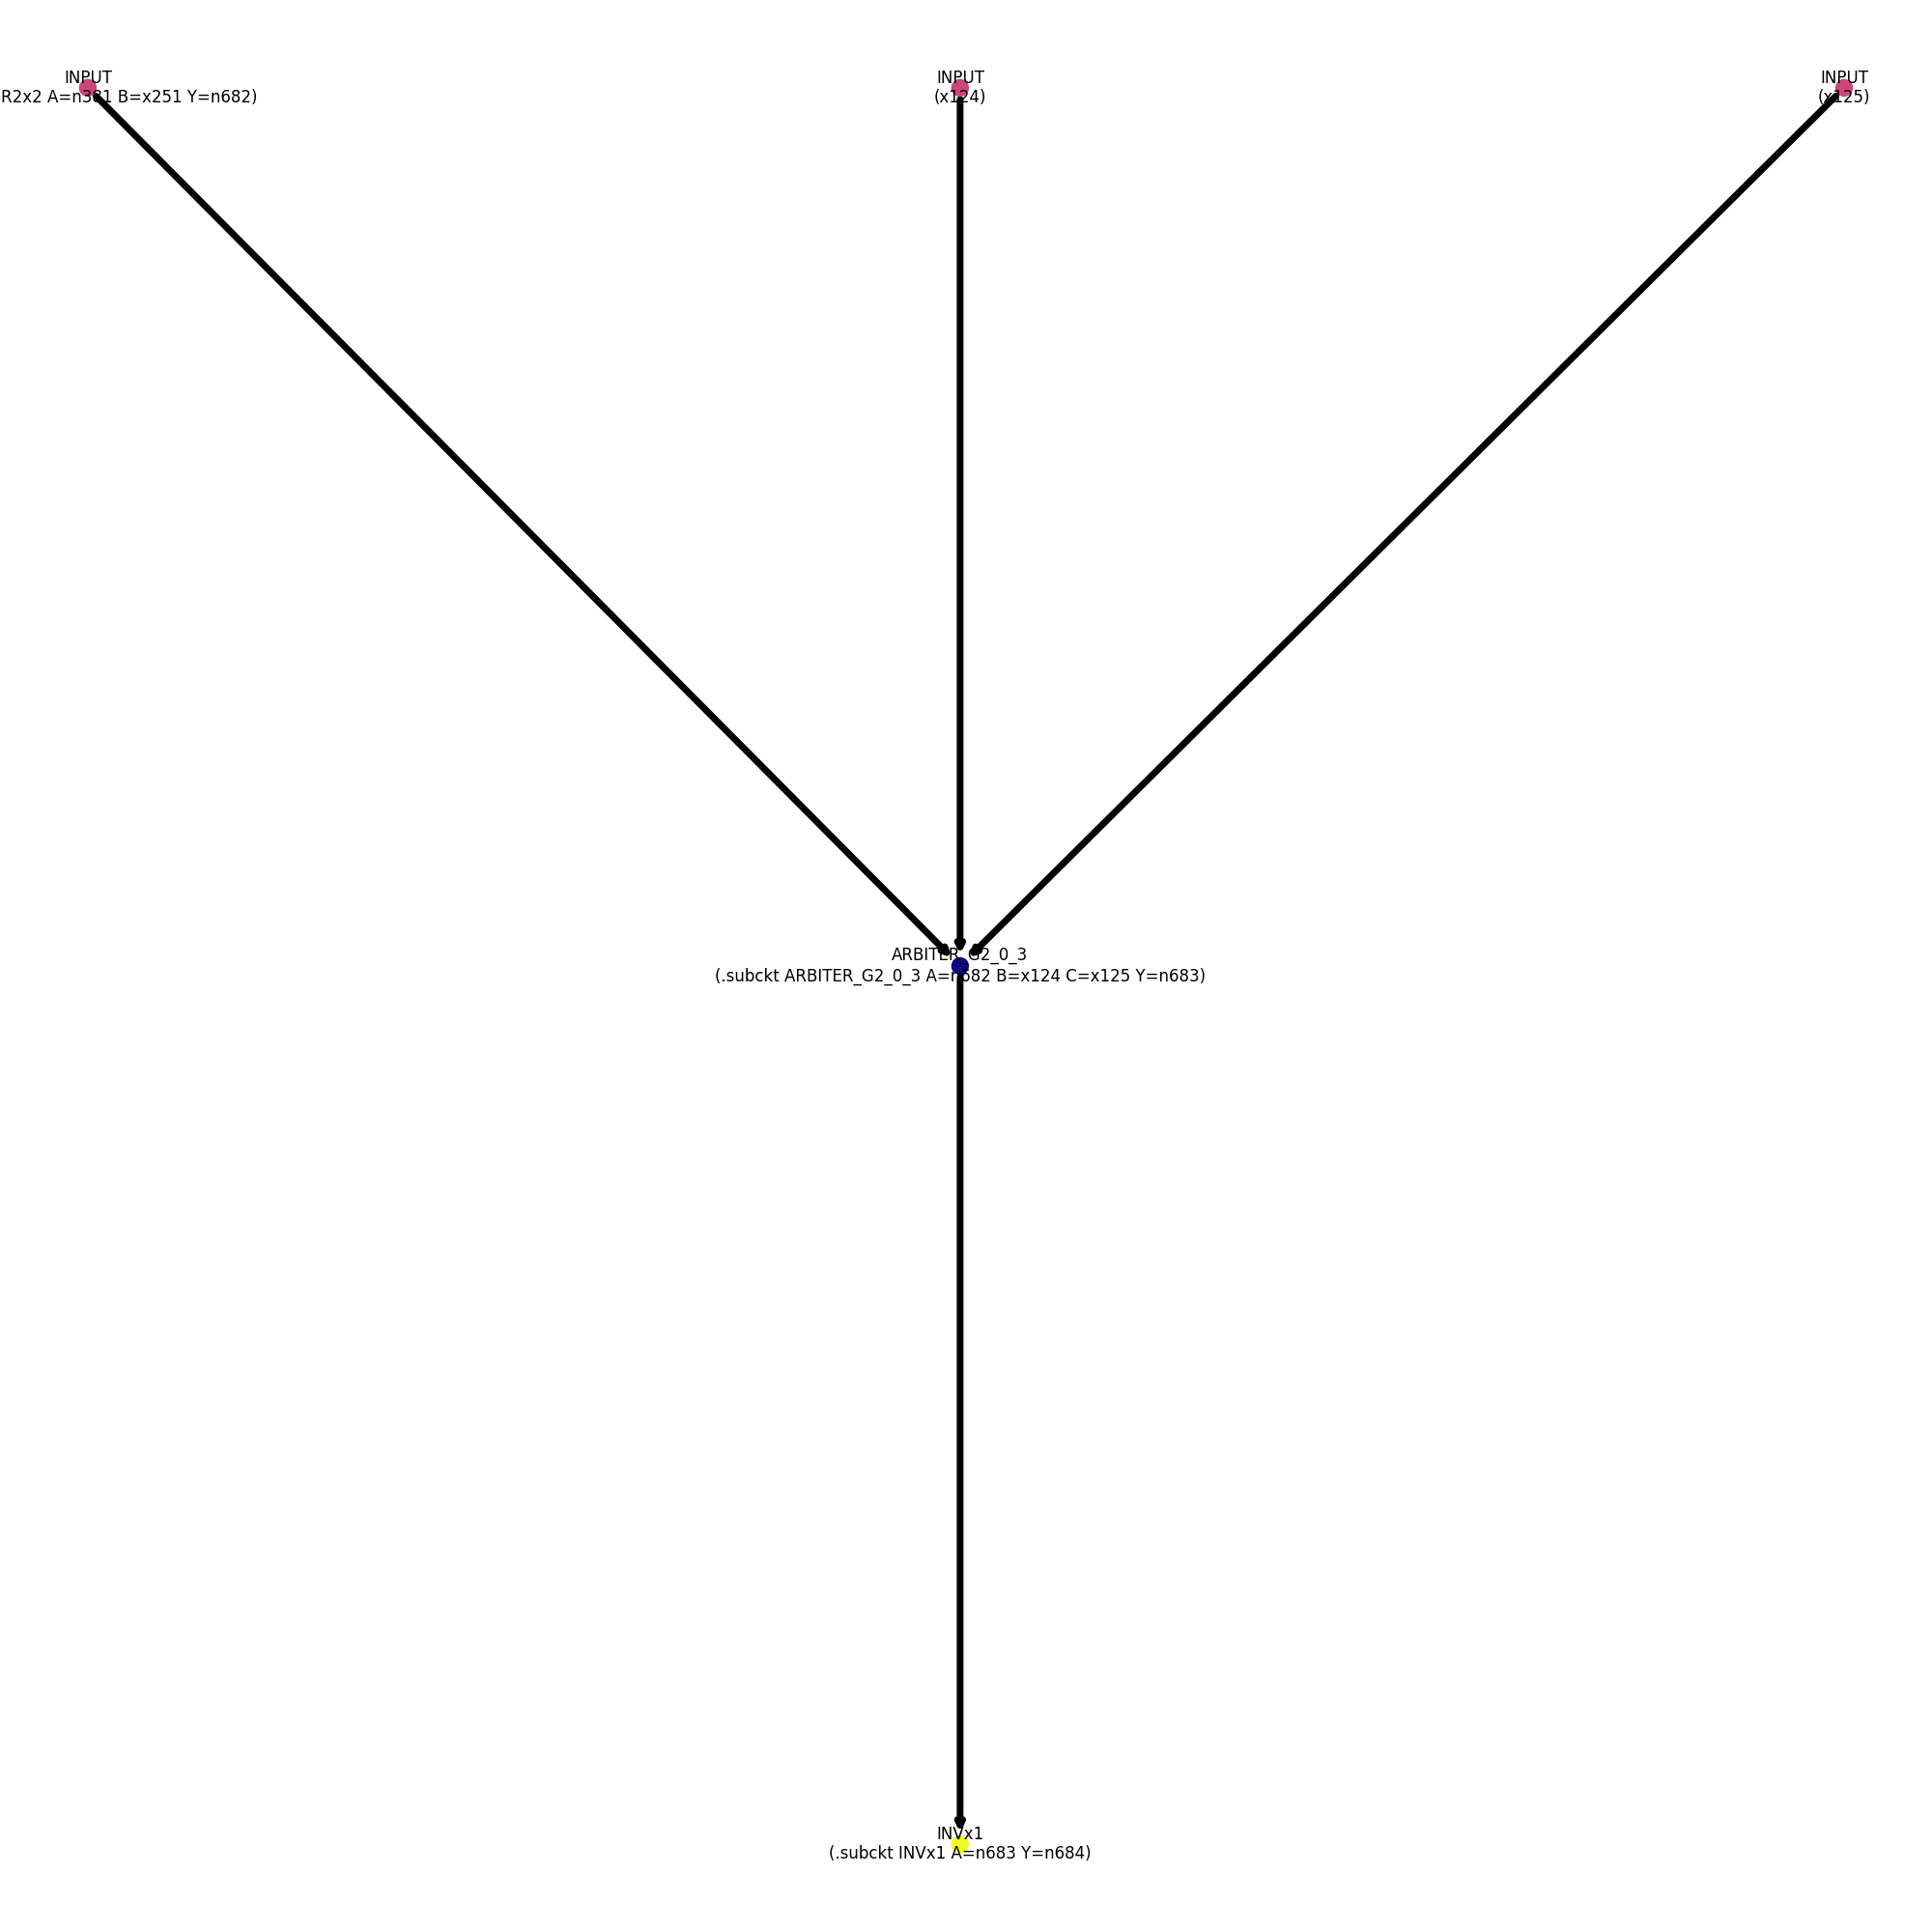 INPUT
R2x2 A=n381 B=x251 Y=n682)
INPUT
(x124)
INPUT
(x125)
ARBITER_G2_0_3
(.subckt ARBITER_G2_0_3 A=n682 B=x124 C=x125 Y=n683)
INVx1
(.subckt INVx1 A=n683 Y=n684)